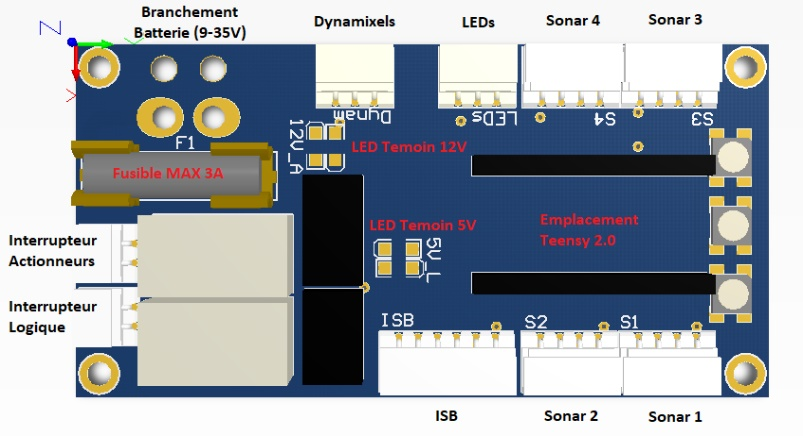 Branchement
Batterie (9-35V)
Dynamixels
LEDs
Sonar 4
Sonar 3
Dynam
LEDs
S4
S3
F1
12V_A
LED Temoin 12V
Fusible MAX 3A
Interrupteur
Actionneurs
LED Temoin 5V
5V_L
Emplacement
Teensy 2.0
Interrupteur
Logique
ISB
S2
S1
ISB
Sonar 2
Sonar 1
Z
Y
X